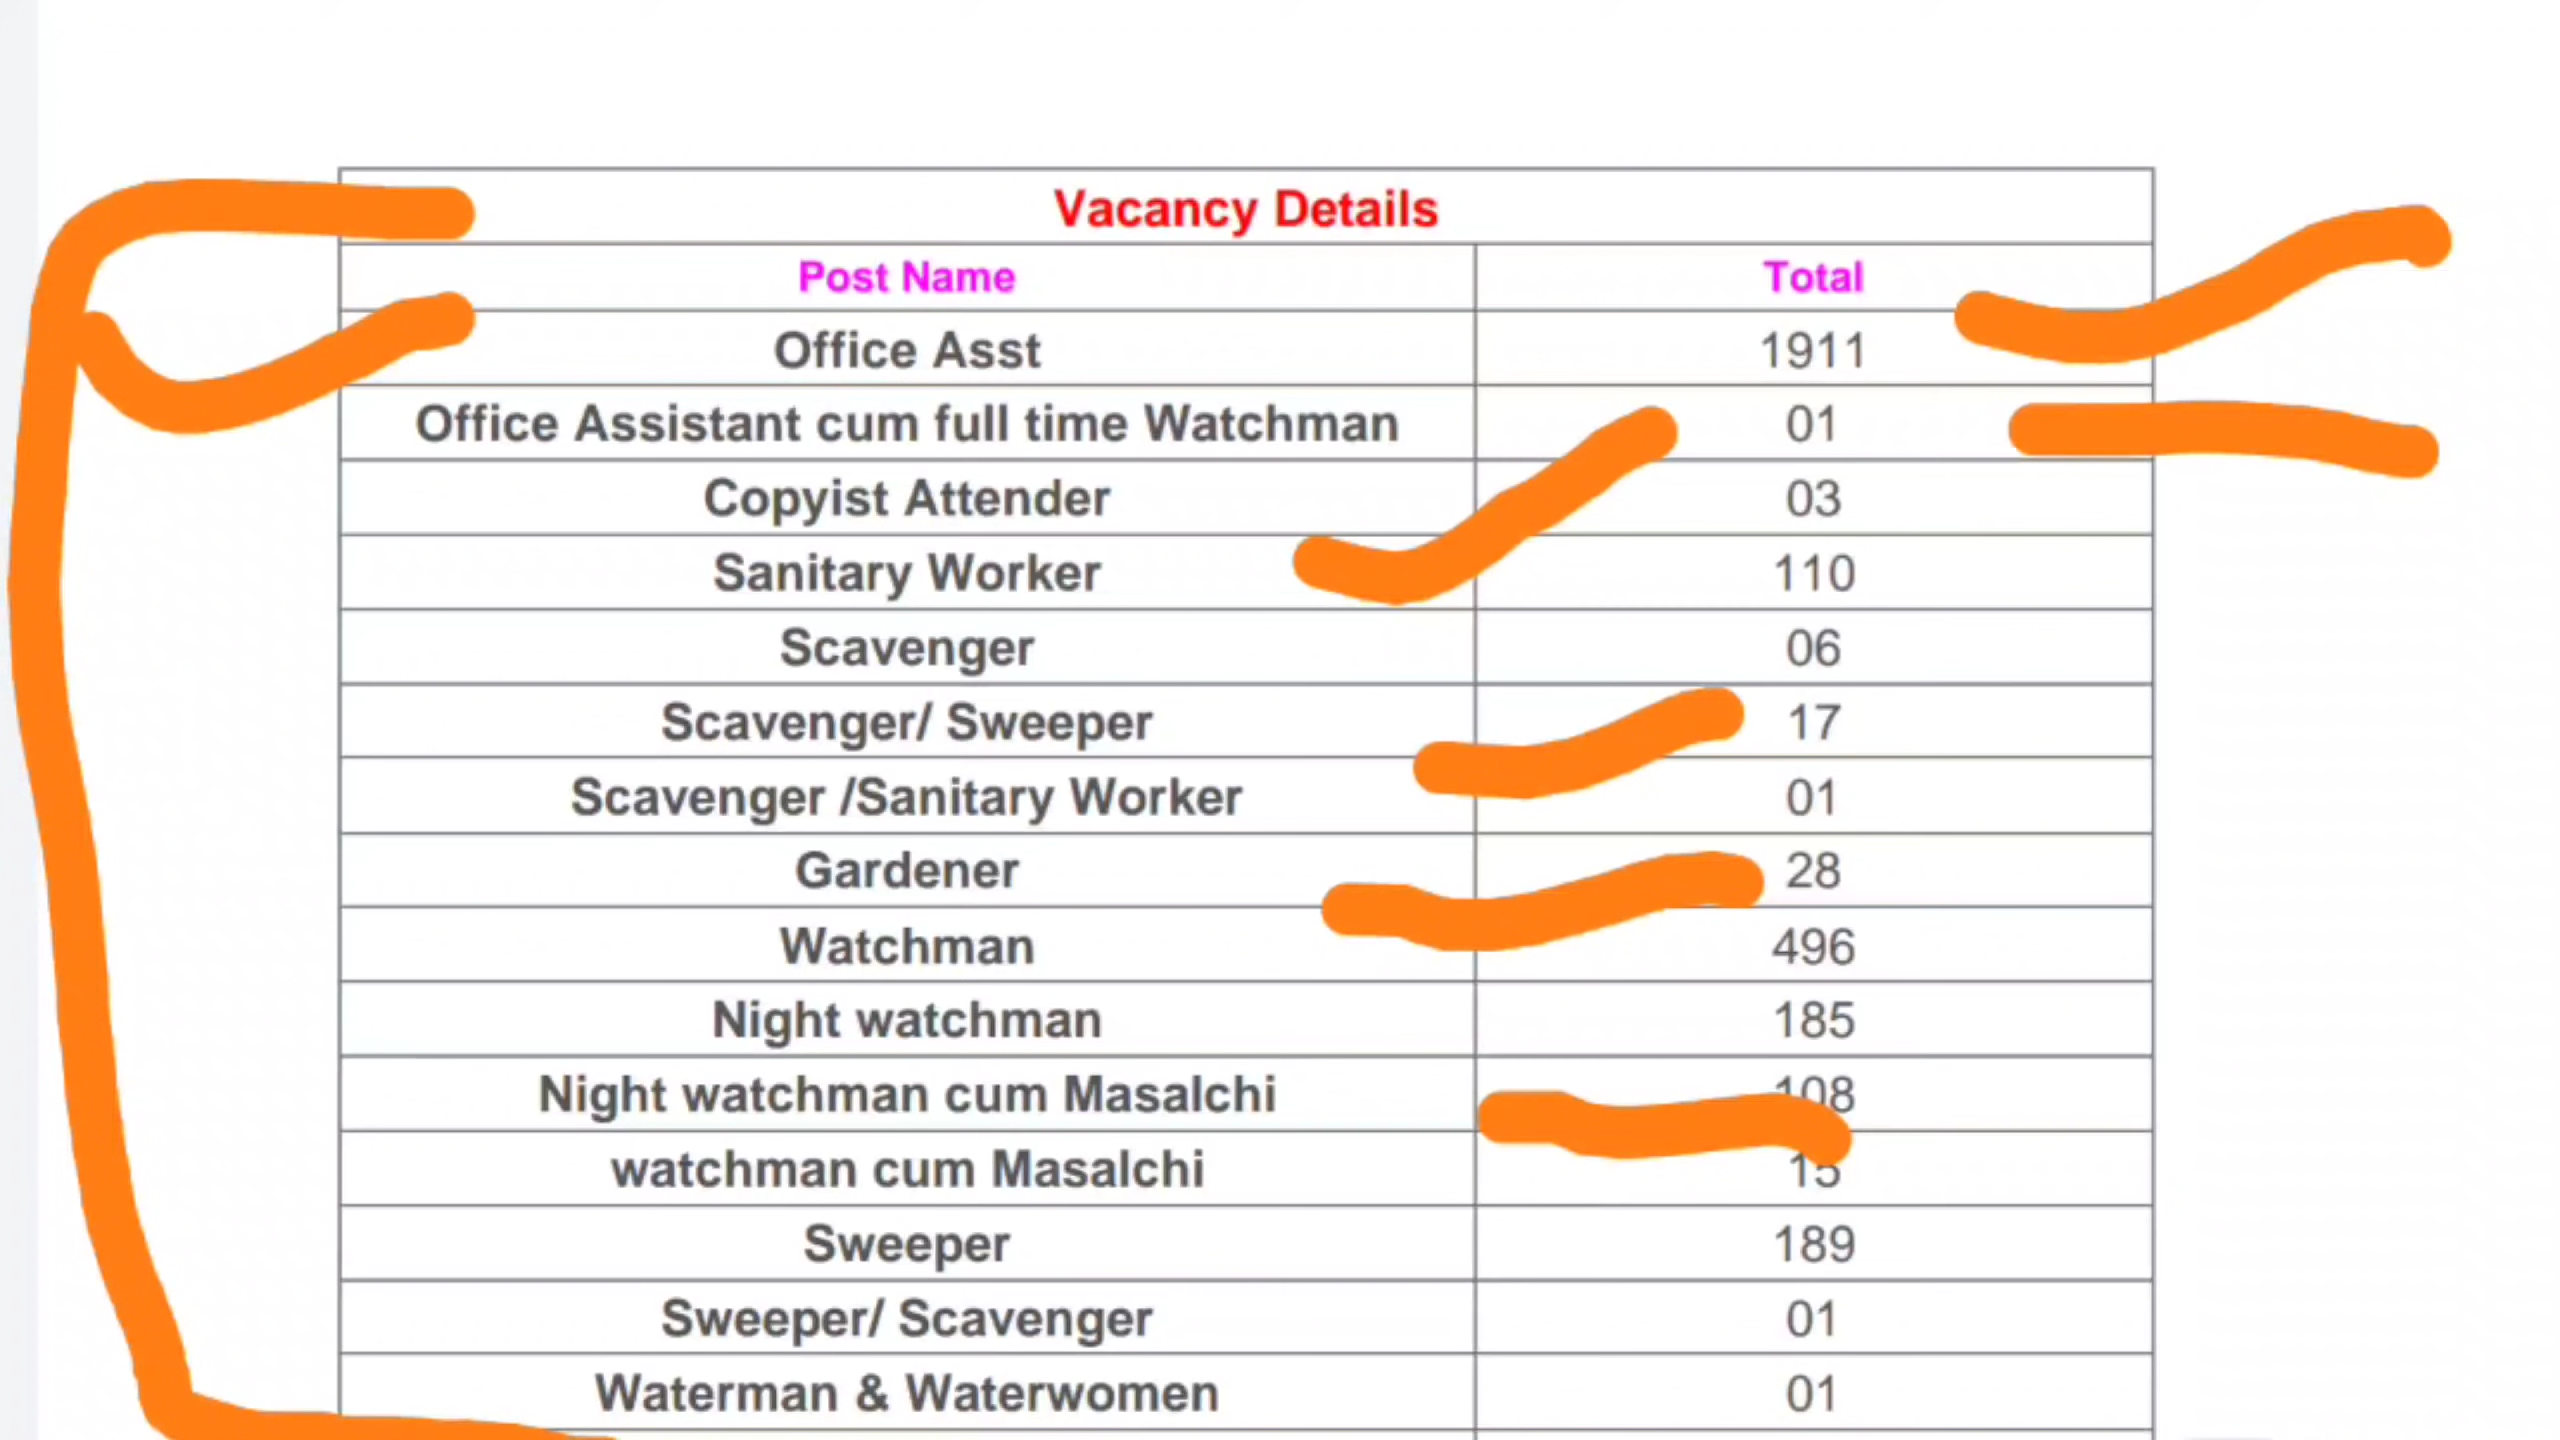 Vacancy Details
Post Name Total
Office Asst 1911
Office Assistant cum full time Watchman 01
Copyist Attender 03
Sanitary Worker 110
Scavenger 06
Scavenger/ Sweeper 17
Scavenger /Sanitary Worker 01
Gardener 28
Watchman 496
Night watchman 185
Night watchman cum Masalchi 108
watchman cum Masalchi 15
Sweeper 189
Sweeper/ Scavenger 01
Waterman & Waterwomen 01